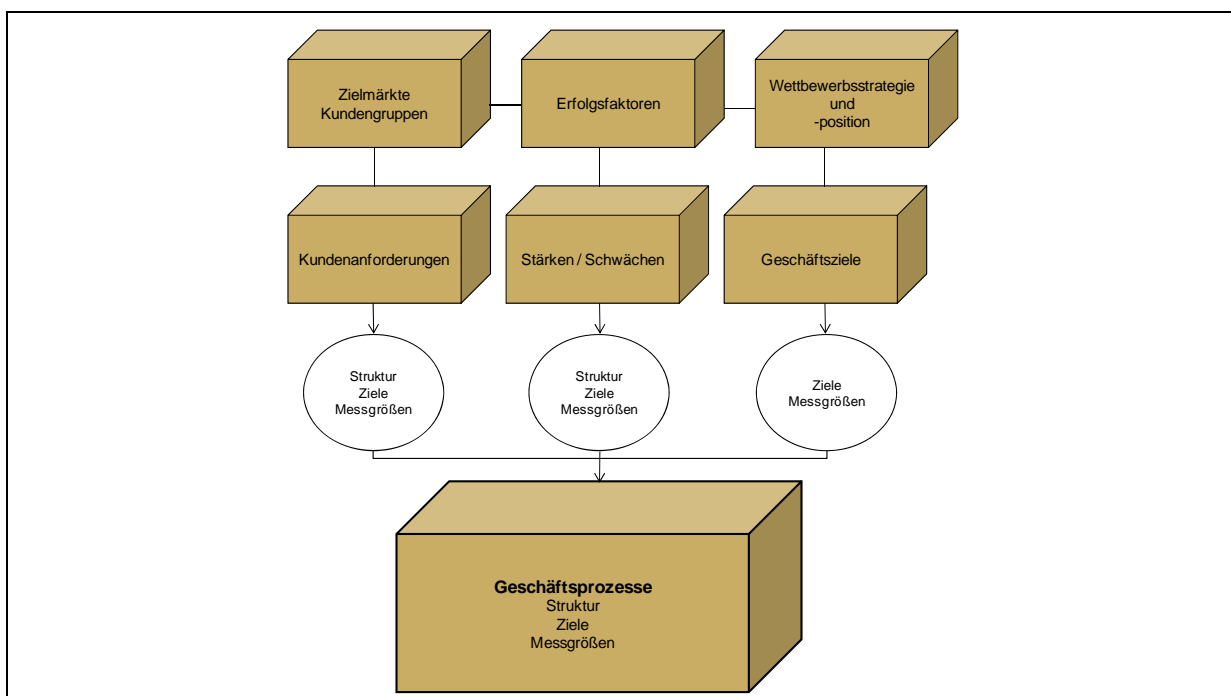 Zielmärkte
Kundengruppen
Erfolgsfaktoren
Wettbewerbsstrategie
und
-position
Kundenanforderungen
Stärken / Schwächen
Geschäftsziele
Struktur
Ziele
Messgrößen
Struktur
Ziele
Messgrößen
Ziele
Messgrößen
Geschäftsprozesse
Struktur
Ziele
Messgrößen